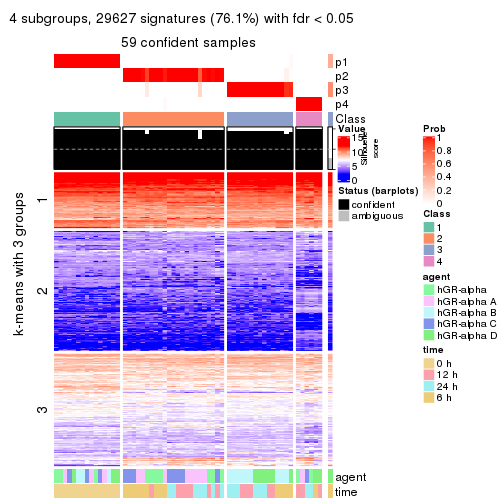 4 subgroups, 29627 signatures (76.1%) with fdr < 0.05
59 confident samples
p1
p2
p3
p4
Class
Silhouette
score
k-means with 3 groups
1
2
3
agent
time
Value
15
10
5
0
Status (barplots)
confident
ambiguous
Prob
1
0.8
0.6
0.4
0.2
0
Class
1
2
3
4
agent
hGR-alpha
hGR-alpha A
hGR-alpha B
hGR-alpha C
hGR-alpha D
time
0 h
12 h
24 h
6 h